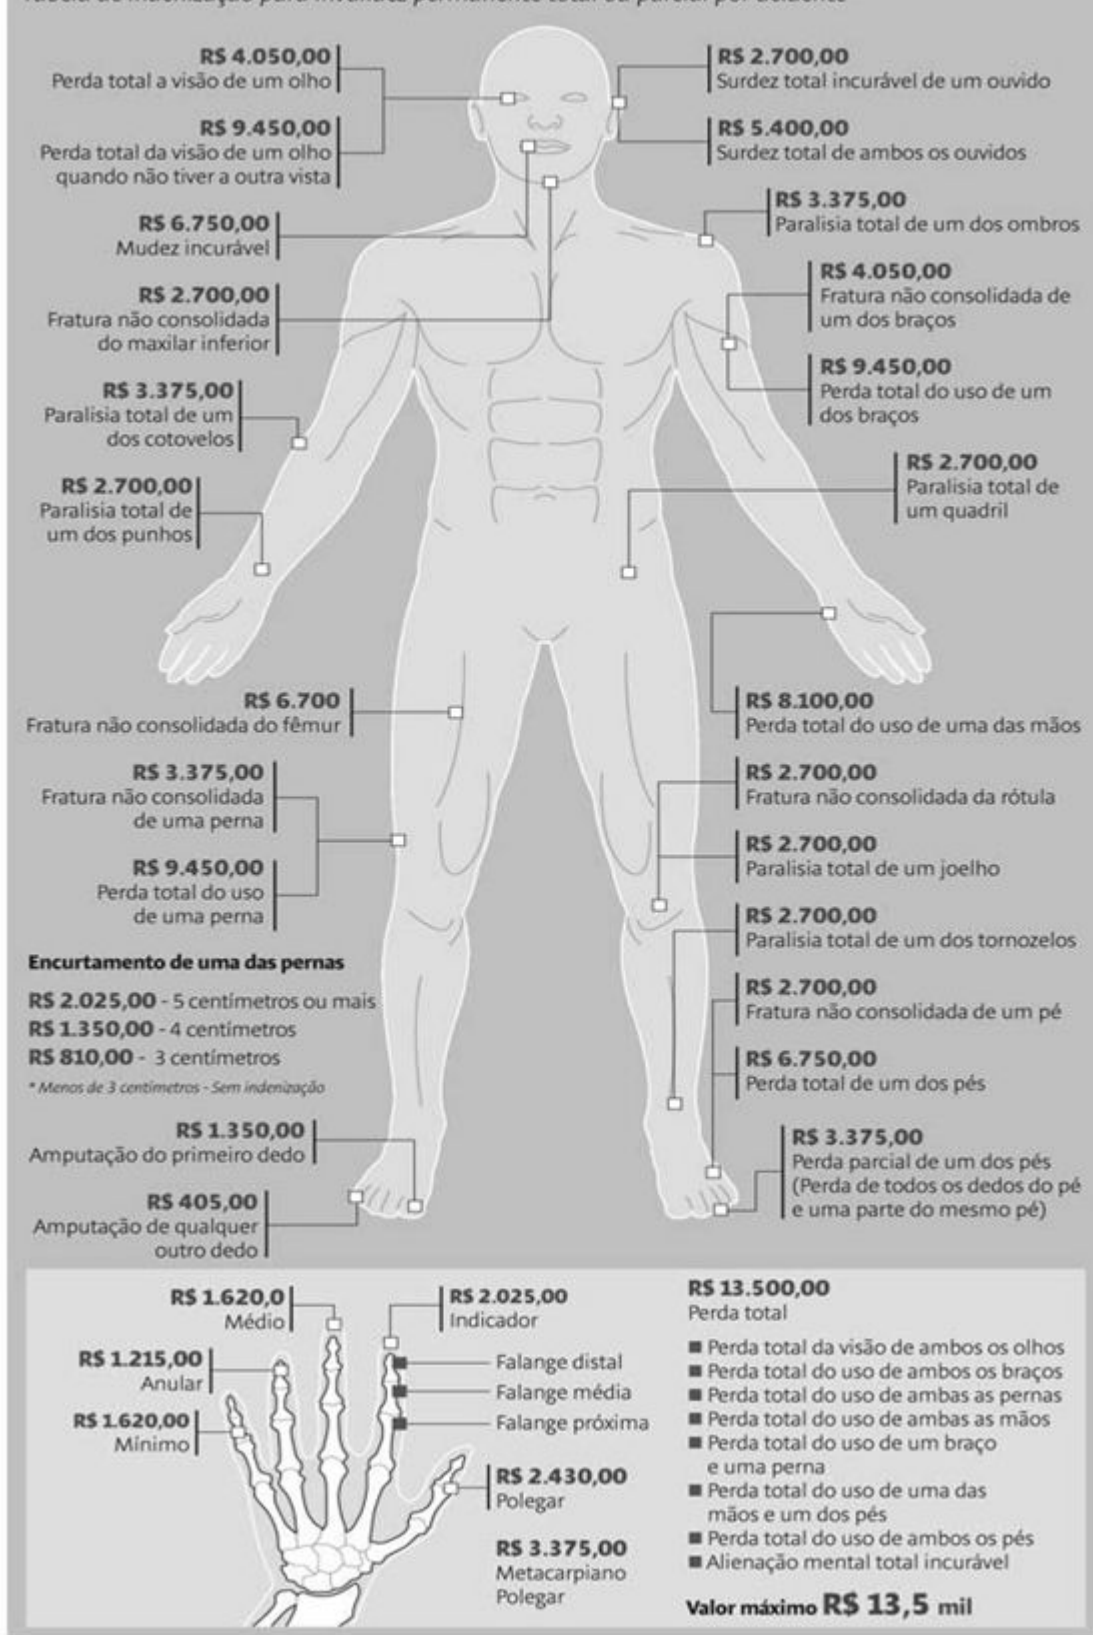 R$ 4.050,00
Perda total a visão de um olho
R$ 9.450,00
Perda total da visão de um olho
quando não tiver a outra vista
R$ 6.750,00
Mudez incurável
R$ 2.700,00
Fratura não consolidada
do maxilar inferior
R$ 3.375,00
Paralisia total de um
dos cotovelos
R$ 2.700,00
Paralisia total de
um dos punhos
R$ 2.700,00
Surdez total incurável de um ouvido
R$ 5.400,00
Surdez total de ambos os ouvidos
R$ 3.375,00
Paralisia total de um dos ombros
R$ 4.050,00
Fratura não consolidada de
um dos braços
R$ 9.450,00
Perda total do uso de um
dos braços
R$ 2.700,00
Paralisia total de
um quadril
R$ 6.700
Fratura não consolidada do fêmur
R$ 3.375,00
Fratura não consolidada
de uma perna
R$ 9.450,00
Perda total do uso
de uma perna
Encurtamento de uma das pernas
R$ 2.025,00 - 5 centímetros ou mais
R$ 1.350,00 - 4 centímetros
R$ 810,00 - 3 centímetros
* Menos de 3 centímetros - Sem indenização
R$ 1.350,00
Amputação do primeiro dedo
R$ 405,00
Amputação de qualquer
outro dedo
R$ 8.100,00
Perda total do uso de uma das mãos
R$ 2.700,00
Fratura não consolidada da rótula
R$ 2.700,00
Paralisia total de um joelho
R$ 2.700,00
Paralisia total de um dos tornozelos
R$ 2.700,00
Fratura não consolidada de um pé
R$ 6.750,00
Perda total de um dos pés
R$ 3.375,00
Perda parcial de um dos pés
(Perda de todos os dedos do pé
e uma parte do mesmo pé)
R$ 1.620,0
Médio
R$ 1.215,00
Anular
R$ 1.620,00
Mínimo
R$ 2.025,00
Indicador
Falange distal
Falange média
Falange próxima
R$ 2.430,00
Polegar
R$ 3.375,00
Metacarpiano
Polegar
R$ 13.500,00
Perda total
■ Perda total da visão de ambos os olhos
■ Perda total do uso de ambos os braços
■ Perda total do uso de ambas as pernas
■ Perda total do uso de ambas as mãos
■ Perda total do uso de um braço
e uma perna
■ Perda total do uso de uma das
mãos e um dos pés
■ Perda total do uso de ambos os pés
■ Alienação mental total incurável
Valor máximo R$ 13,5 mil